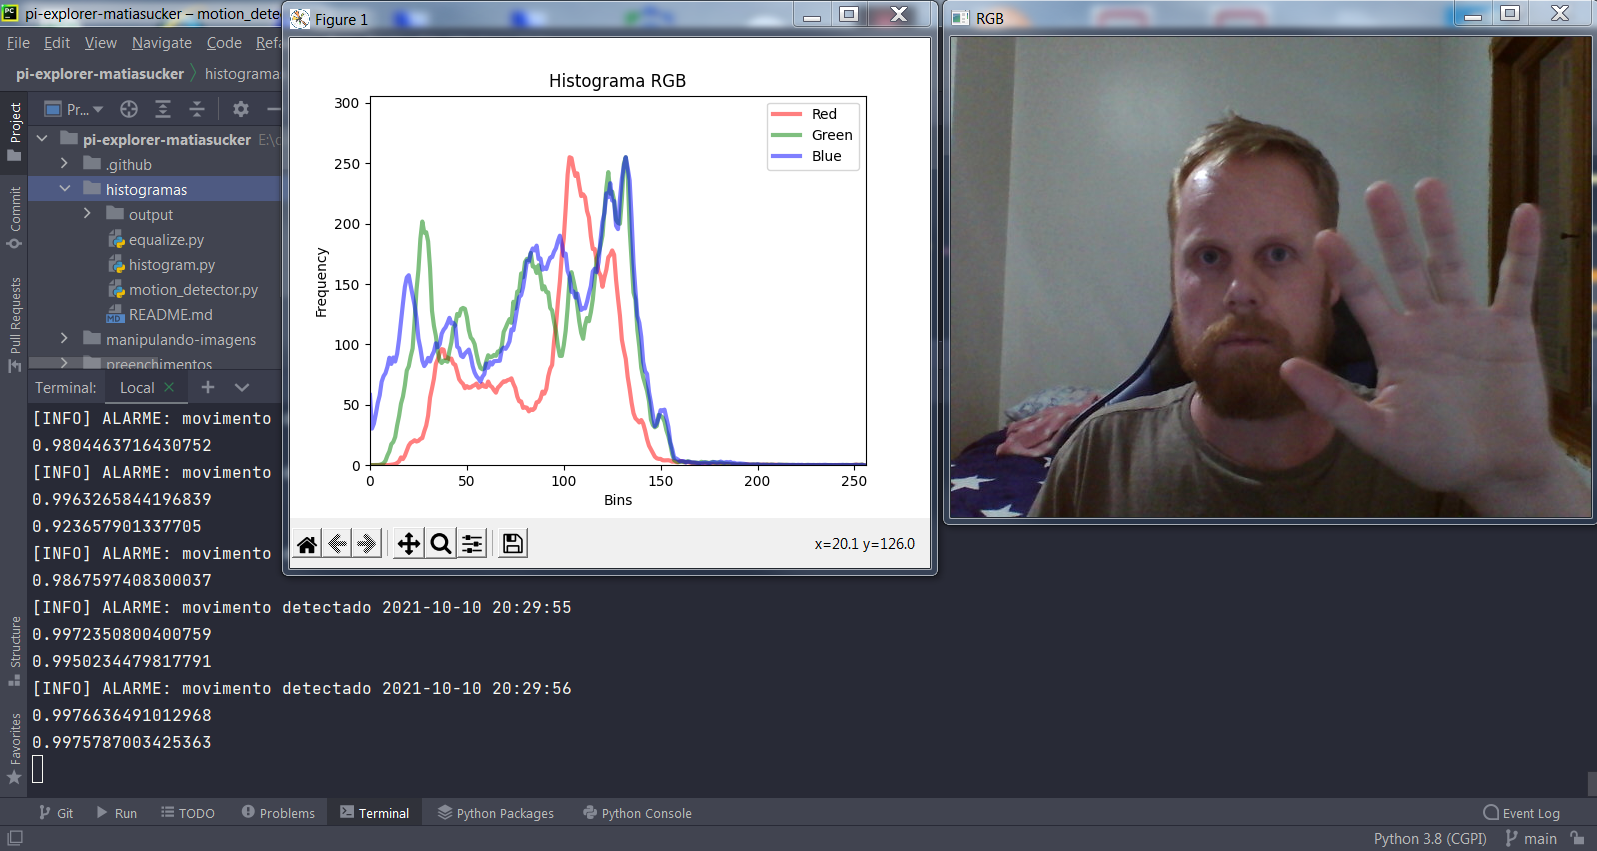 pi-explorer-matiasucker – motion_dete
File Edit View Navigate Code Refa
pi-explorer-matiasucker histograma
Project
Commit
Pull Requests
Structure
Favorites
Pr...
pi-explorer-matiasucker E:\
.github
histogramas
output
equalize.py
histogram.py
motion_detector.py
README.md
manipulando-imagens
preenchimentos
Figure 1
Histograma RGB
Red
Green
Blue
Frequency
300
250
200
150
100
50
0
0 50 100 150 200 250
Bins
x=20.1 y=126.0
RGB
Terminal: Local
[INFO] ALARME: movimento
0.9804463716430752
[INFO] ALARME: movimento
0.9963265844196839
0.923657901337705
[INFO] ALARME: movimento
0.9867597408300037
[INFO] ALARME: movimento detectado 2021-10-10 20:29:55
0.9972350800400759
0.9950234479817791
[INFO] ALARME: movimento detectado 2021-10-10 20:29:56
0.9976636491012968
0.9975787003425363
Git Run TODO Problems Terminal Python Packages Python Console Event Log
Python 3.8 (CGPI) main